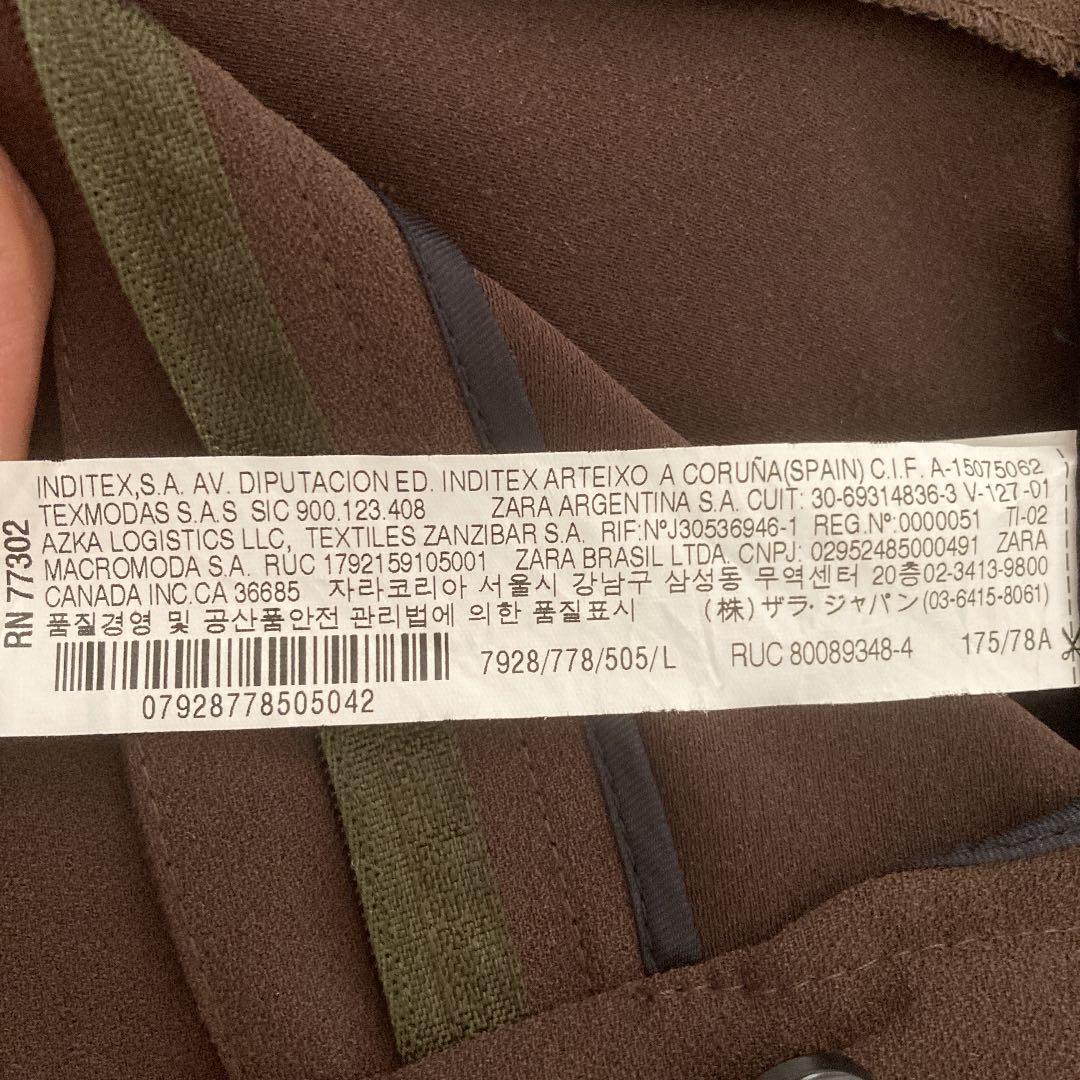 INDITEX,S.A. AV. DIPUTACION ED. INDITEX ARTEIXO A CORUÑA(SPAIN) C.I.F. A-15075062
TEXMODAS S.A.S SIC 900.123.408 ZARA ARGENTINA S.A. CUIT: 30-69314836-3 V-127-01
AZKA LOGISTICS LLC, TEXTILES ZANZIBAR S.A. RIF:NºJ30536946-1 REG.Nº:0000051 TI-02
MACROMODA S.A. RUC 1792159105001 ZARA BRASIL LTDA. CNPJ: 02952485000491 ZARA
CANADA INC.CA 36685 자라코리아 서울시 강남구 삼성동 무역센터 20층02-3413-9800
품질경영 및 공산품안전 관리법에 의한 품질표시 (株)ザラ・ジャパン(03-6415-8061)
7928/778/505/L RUC 80089348-4 175/78A
07928778505042
RN 77302